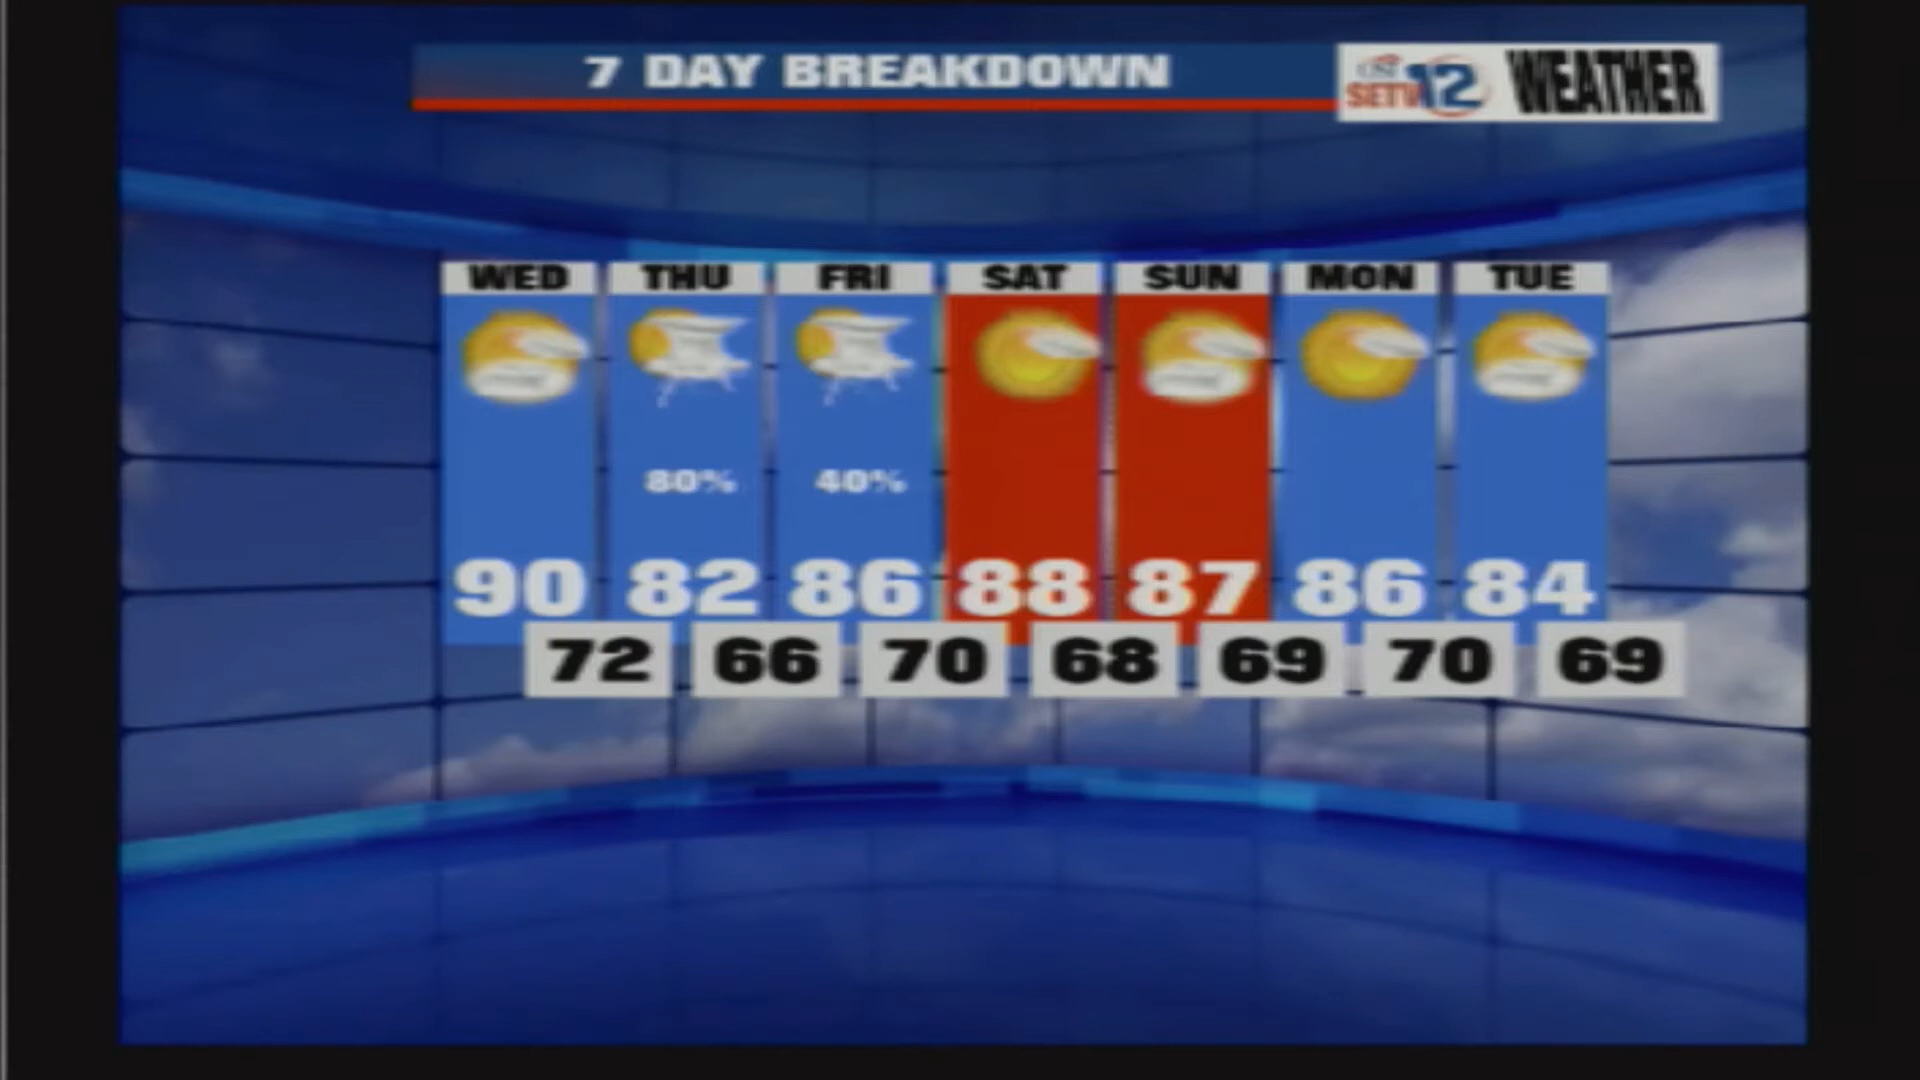 7 DAY BREAKDOWN
SETV 12 WEATHER
WED THU FRI SAT SUN MON TUE
80% 40%
90 82 86 88 87 86 84
72 66 70 68 69 70 69